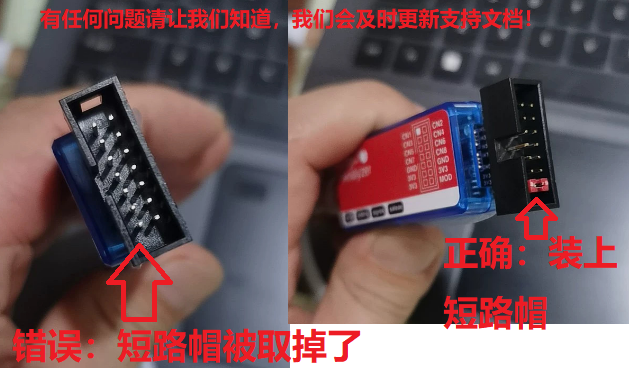 有任何问题请让我们知道，我们会及时更新支持文档！
CN1 CN2
CN3 CN4
CN5 CN6
CN7 CN8
GND GND
3V3 3V3
MOD
正确：装上
短路帽
错误：短路帽被取掉了